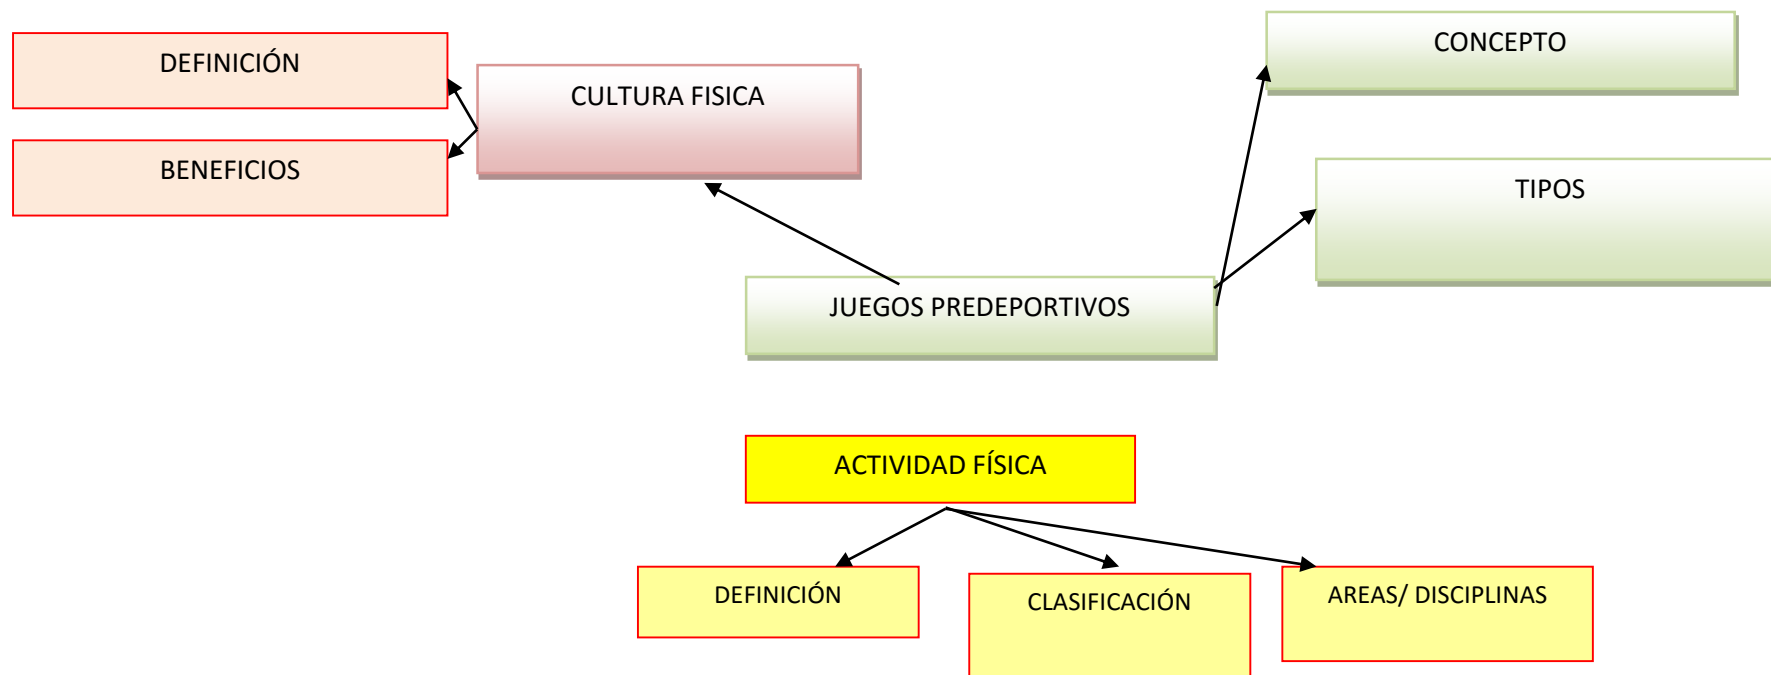 DEFINICIÓN
BENEFICIOS
CULTURA FISICA
CONCEPTO
TIPOS
JUEGOS PREDEPORTIVOS
ACTIVIDAD FÍSICA
DEFINICIÓN
CLASIFICACIÓN
AREAS/ DISCIPLINAS